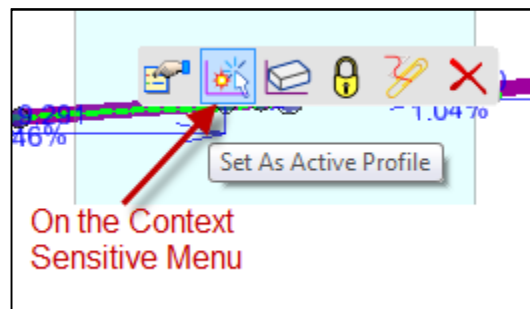 1.04%
46%
Set As Active Profile
On the Context
Sensitive Menu